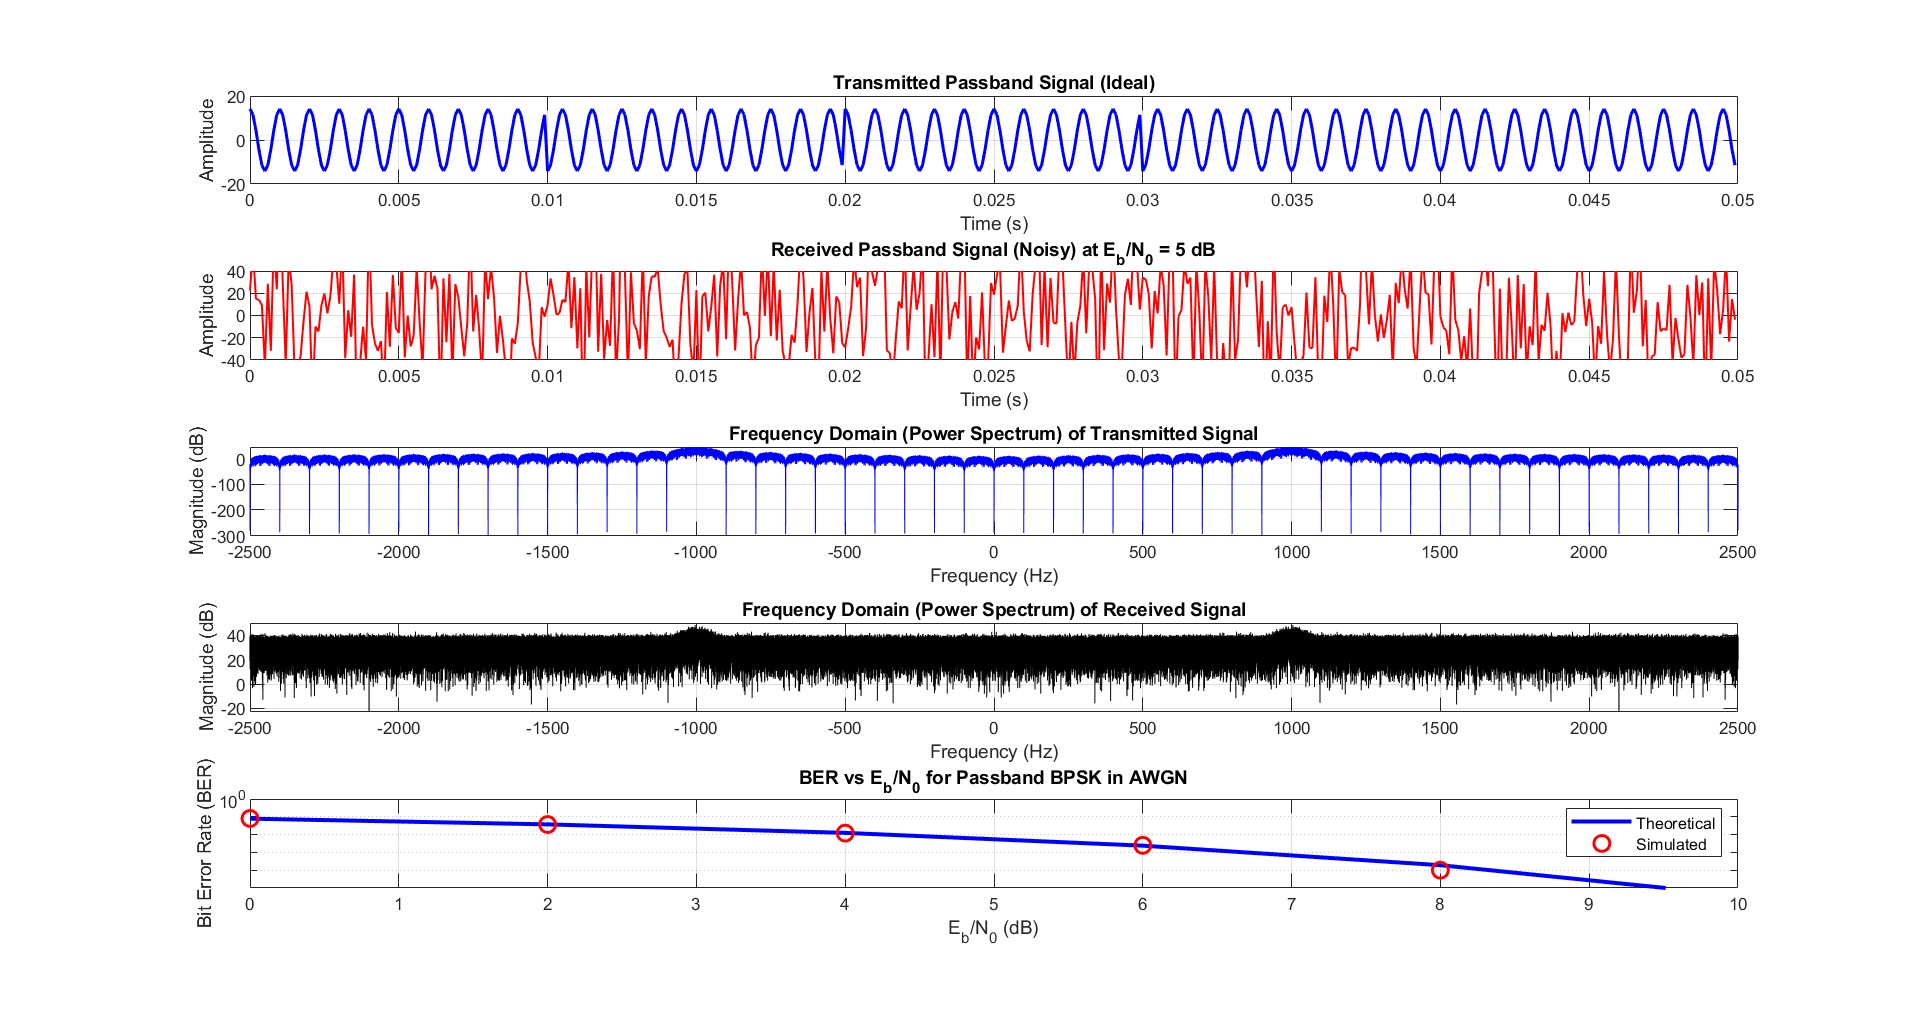 Transmitted Passband Signal (Ideal)
Amplitude
20
0
-20
0 0.005 0.01 0.015 0.02 0.025 0.03 0.035 0.04 0.045 0.05
Time (s)
Received Passband Signal (Noisy) at E_b/N_0 = 5 dB
Amplitude
40
20
0
-20
-40
0 0.005 0.01 0.015 0.02 0.025 0.03 0.035 0.04 0.045 0.05
Time (s)
Frequency Domain (Power Spectrum) of Transmitted Signal
Magnitude (dB)
0
-100
-200
-300
-2500 -2000 -1500 -1000 -500 0 500 1000 1500 2000 2500
Frequency (Hz)
Frequency Domain (Power Spectrum) of Received Signal
Magnitude (dB)
40
20
0
-20
-2500 -2000 -1500 -1000 -500 0 500 1000 1500 2000 2500
Frequency (Hz)
BER vs E_b/N_0 for Passband BPSK in AWGN
Bit Error Rate (BER)
10^0
Theoretical
Simulated
0 1 2 3 4 5 6 7 8 9 10
E_b/N_0 (dB)